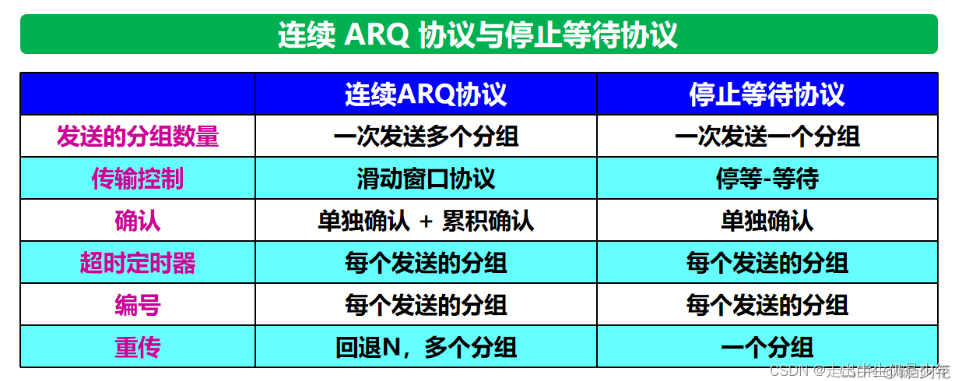 连续 ARQ 协议与停止等待协议
连续ARQ协议 停止等待协议
发送的分组数量 一次发送多个分组 一次发送一个分组
传输控制 滑动窗口协议 停等-等待
确认 单独确认 + 累积确认 单独确认
超时定时器 每个发送的分组 每个发送的分组
编号 每个发送的分组 每个发送的分组
重传 回退N，多个分组 一个分组
CSDN @走出半生仍是少年